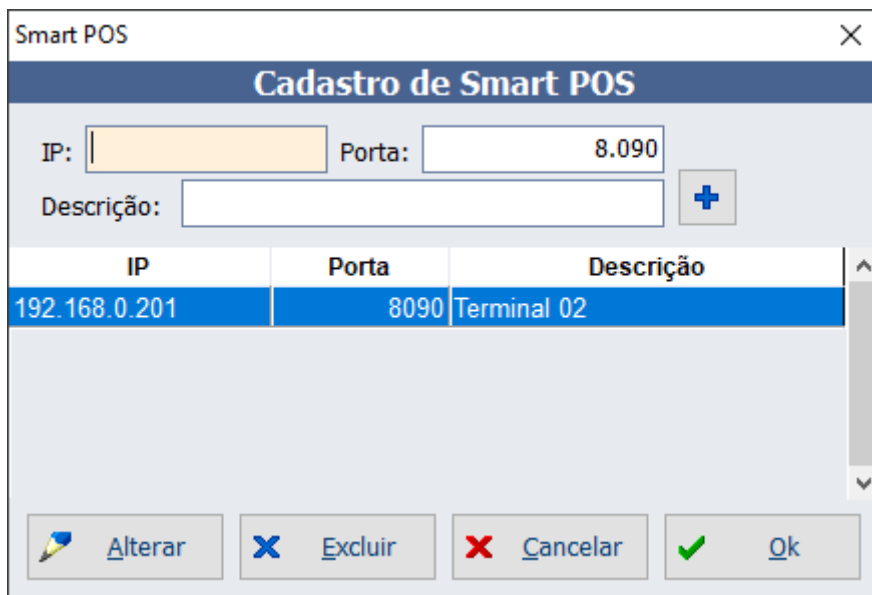 Smart POS
Cadastro de Smart POS
IP: Porta: 8.090
Descrição:
IP Porta Descrição
192.168.0.201 8090 Terminal 02
Alterar Excluir Cancelar Ok